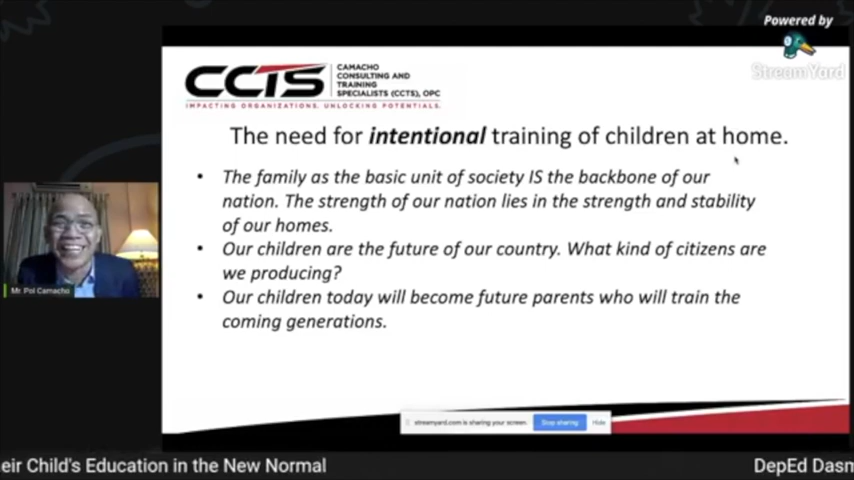 Powered by
StreamYard
CCTS
CAMACHO
CONSULTING AND
TRAINING
SPECIALISTS (CCTS), OPC
IMPACTING ORGANIZATIONS. UNLOCKING POTENTIALS.
The need for intentional training of children at home.
• The family as the basic unit of society IS the backbone of our
nation. The strength of our nation lies in the strength and stability
of our homes.
• Our children are the future of our country. What kind of citizens are
we producing?
• Our children today will become future parents who will train the
coming generations.
Mr. Pol Camacho
streamyard.com is sharing your screen.
Stop sharing
Hide
eir Child's Education in the New Normal
DepEd Dasm